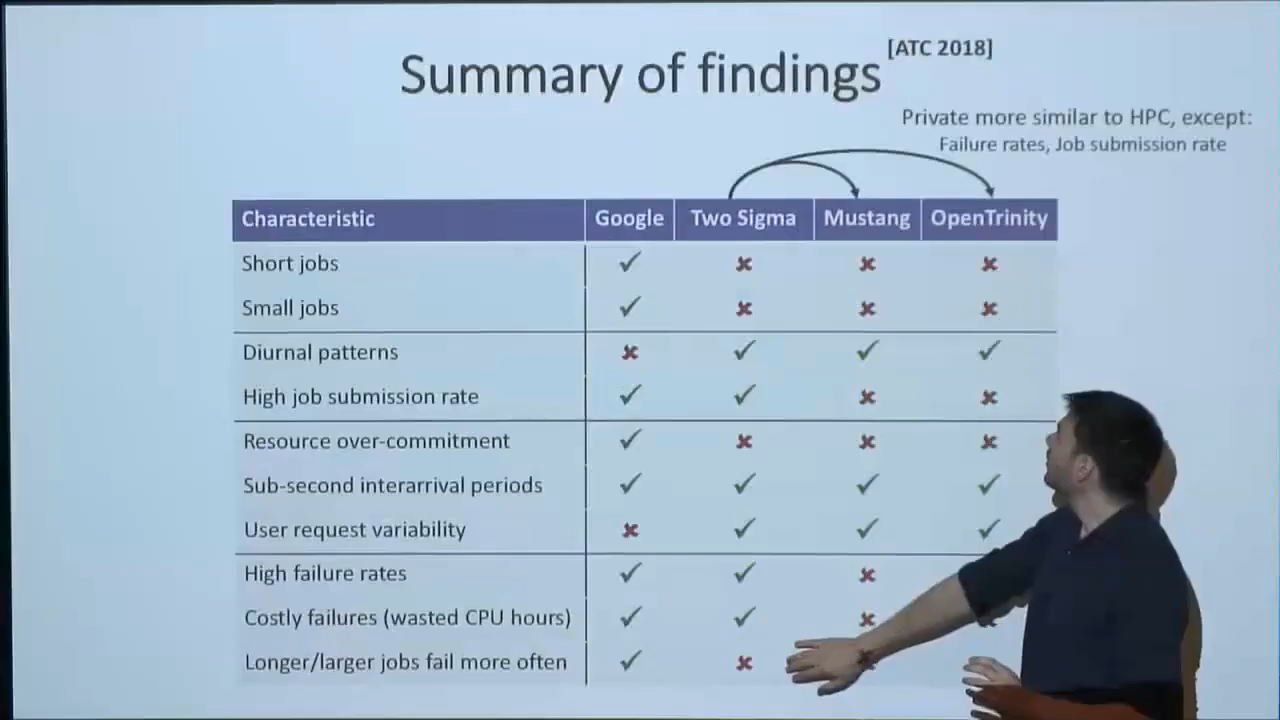 Summary of findings
[ATC 2018]
Private more similar to HPC, except:
Failure rates, Job submission rate
Characteristic Google Two Sigma Mustang OpenTrinity
Short jobs ✓ ✗ ✗ ✗
Small jobs ✓ ✗ ✗ ✗
Diurnal patterns ✗ ✓ ✓ ✓
High job submission rate ✓ ✓ ✗ ✗
Resource over-commitment ✓ ✗ ✗ ✗
Sub-second interarrival periods ✓ ✓ ✓ ✓
User request variability ✗ ✓ ✓ ✓
High failure rates ✓ ✓ ✗
Costly failures (wasted CPU hours) ✓ ✓ ✗
Longer/larger jobs fail more often ✓ ✗